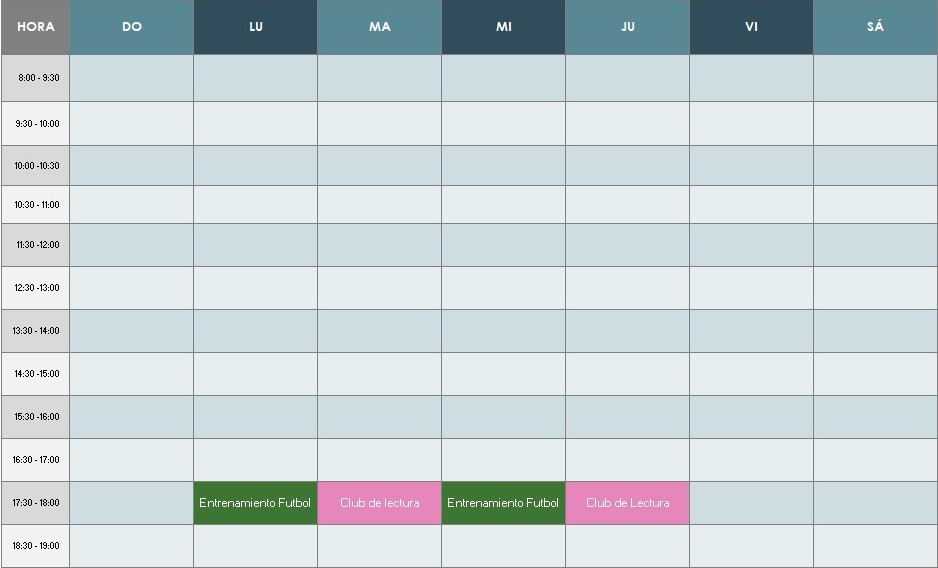 HORA DO LU MA MI JU VI SÁ
8:00 - 9:30
9:30 - 10:00
10:00 -10:30
10:30 - 11:00
11:30 -12:00
12:30 -13:00
13:30 - 14:00
14:30 -15:00
15:30 -16:00
16:30 - 17:00
17:30 - 18:00 Entrenamiento Futbol Club de lectura Entrenamiento Futbol Club de Lectura
18:30 - 19:00